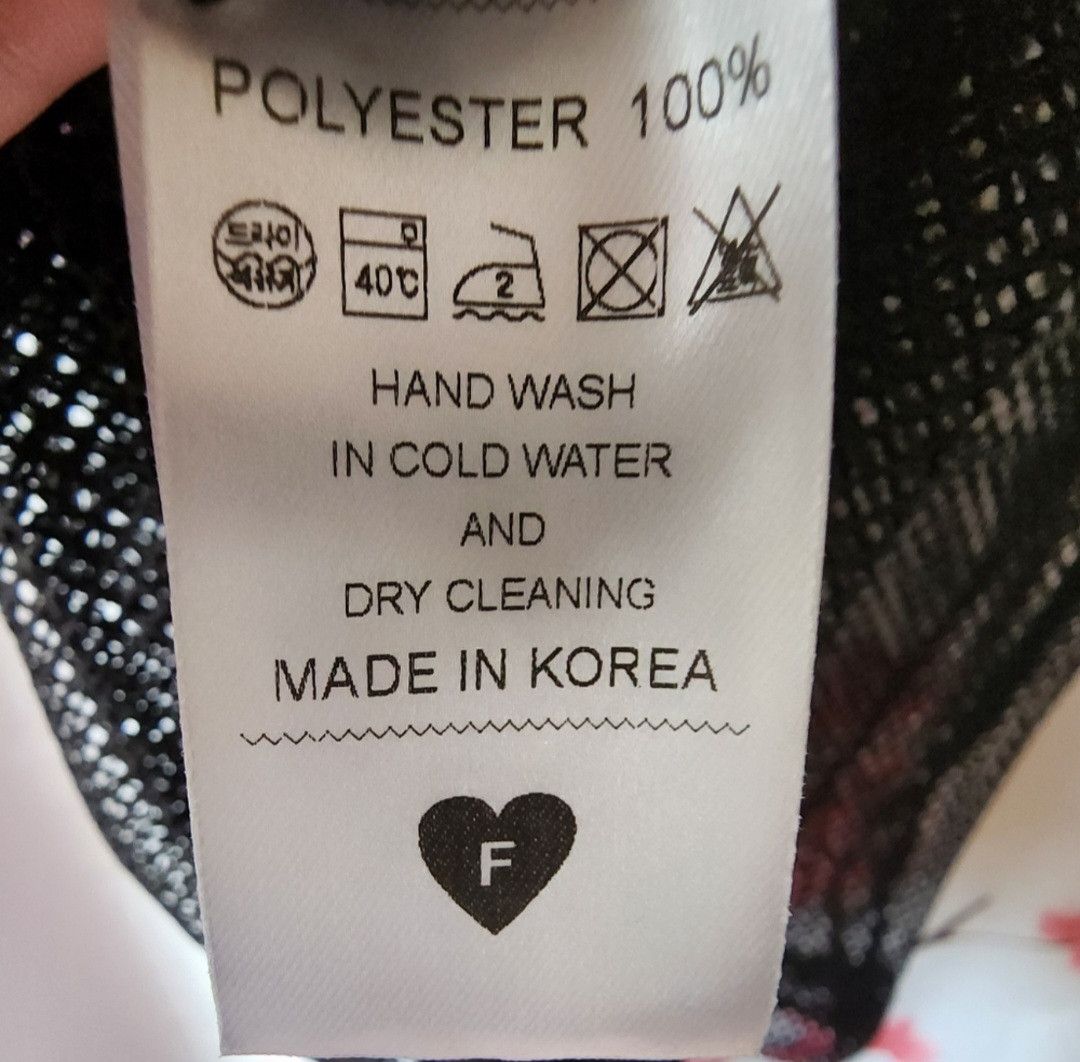 POLYESTER 100%
드라이
40℃
2
HAND WASH
IN COLD WATER
AND
DRY CLEANING
MADE IN KOREA
F